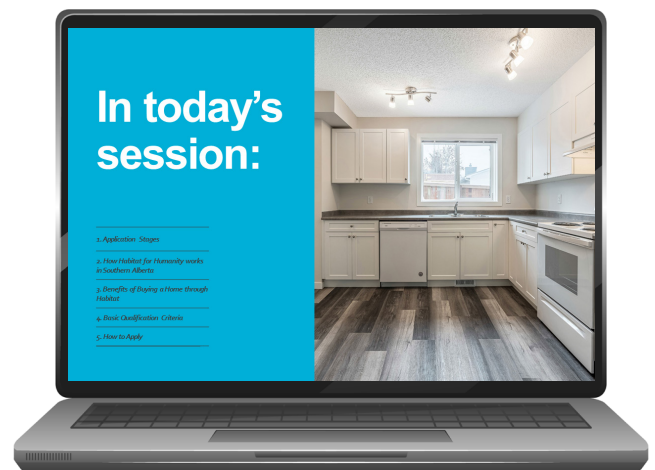 In today's
session:
1. Application Stages
2. How Habitat for Humanity works
in Southern Alberta
3. Benefits of Buying a Home through
Habitat
4. Basic Qualification Criteria
5. How to Apply